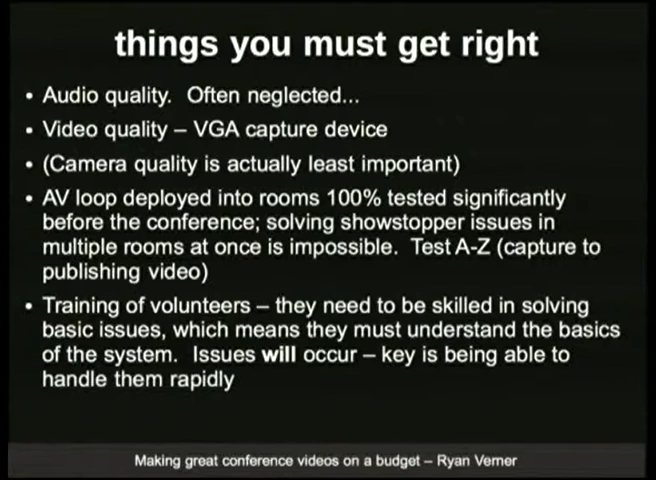 things you must get right
• Audio quality.  Often neglected...
• Video quality – VGA capture device
• (Camera quality is actually least important)
• AV loop deployed into rooms 100% tested significantly
before the conference; solving showstopper issues in
multiple rooms at once is impossible.  Test A-Z (capture to
publishing video)
• Training of volunteers – they need to be skilled in solving
basic issues, which means they must understand the basics
of the system.  Issues will occur – key is being able to
handle them rapidly
Making great conference videos on a budget – Ryan Verner